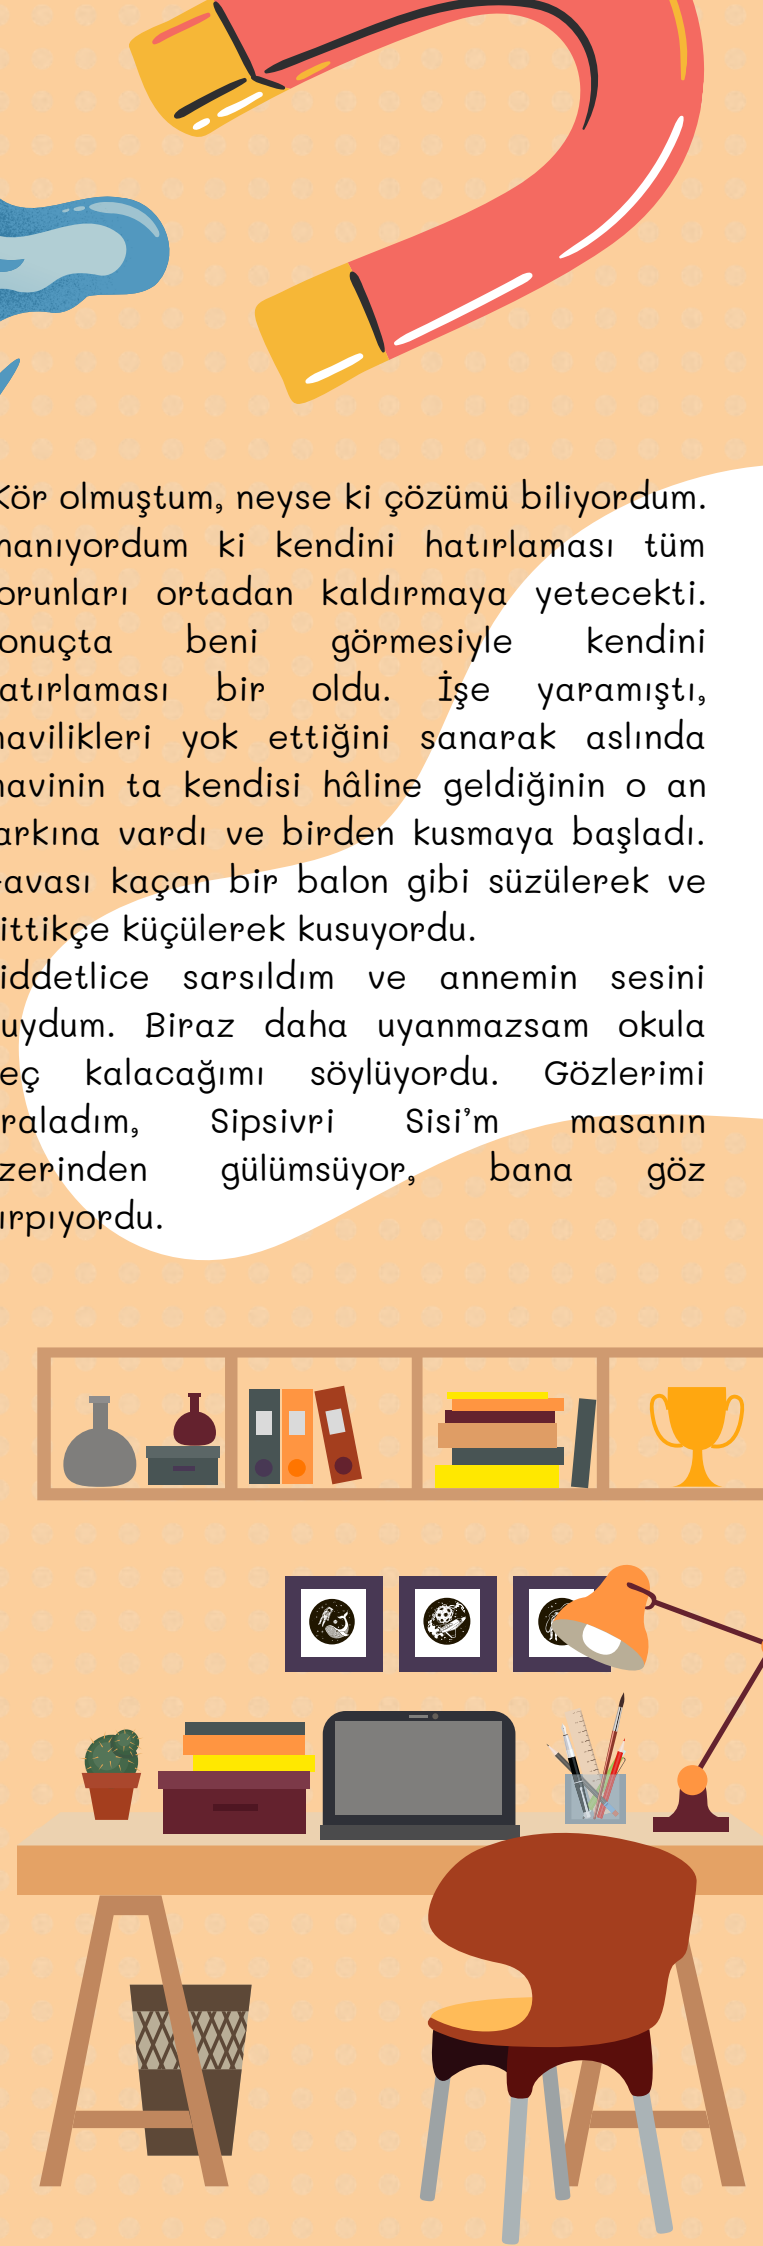 Kör olmuştum, neyse ki çözümü biliyordum.
nanıyordum ki kendini hatırlaması tüm
orunları ortadan kaldırmaya yetecekti.
onuçta beni görmesiyle kendini
atırlaması bir oldu. İşe yaramıştı,
navilikleri yok ettiğini sanarak aslında
navinin ta kendisi hâline geldiğinin o an
arkına vardı ve birden kusmaya başladı.
avası kaçan bir balon gibi süzülerek ve
ittikçe küçülerek kusuyordu.
iddetlice sarsıldım ve annemin sesini
uydum. Biraz daha uyanmazsam okula
eç kalacağımı söylüyordu. Gözlerimi
raladım, Sipsivri Sisi’m masanın
zerinden gülümsüyor, bana göz
ırpıyordu.